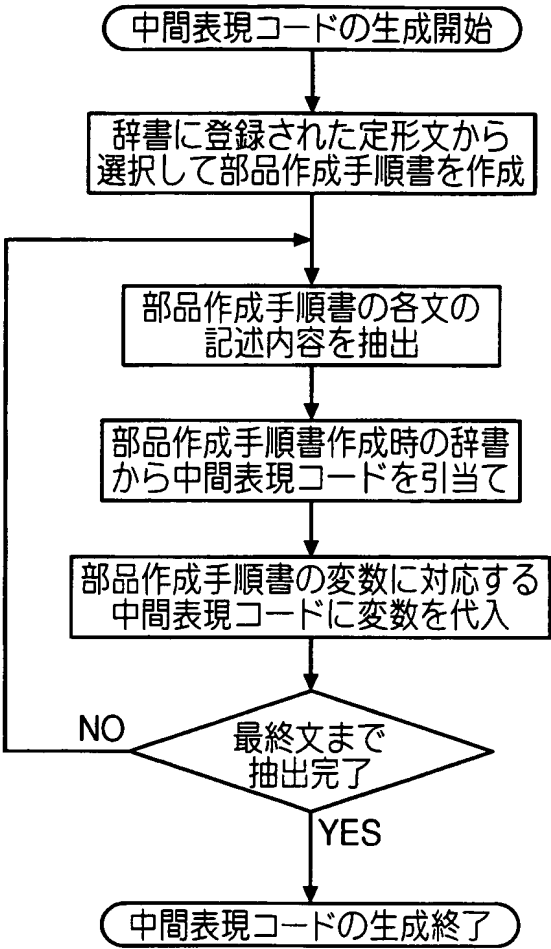 中間表現コードの生成開始
辞書に登録された定形文から
選択して部品作成手順書を作成
部品作成手順書の各文の
記述内容を抽出
部品作成手順書作成時の辞書
から中間表現コードを引当て
部品作成手順書の変数に対応する
中間表現コードに変数を代入
最終文まで
抽出完了
NO
YES
中間表現コードの生成終了